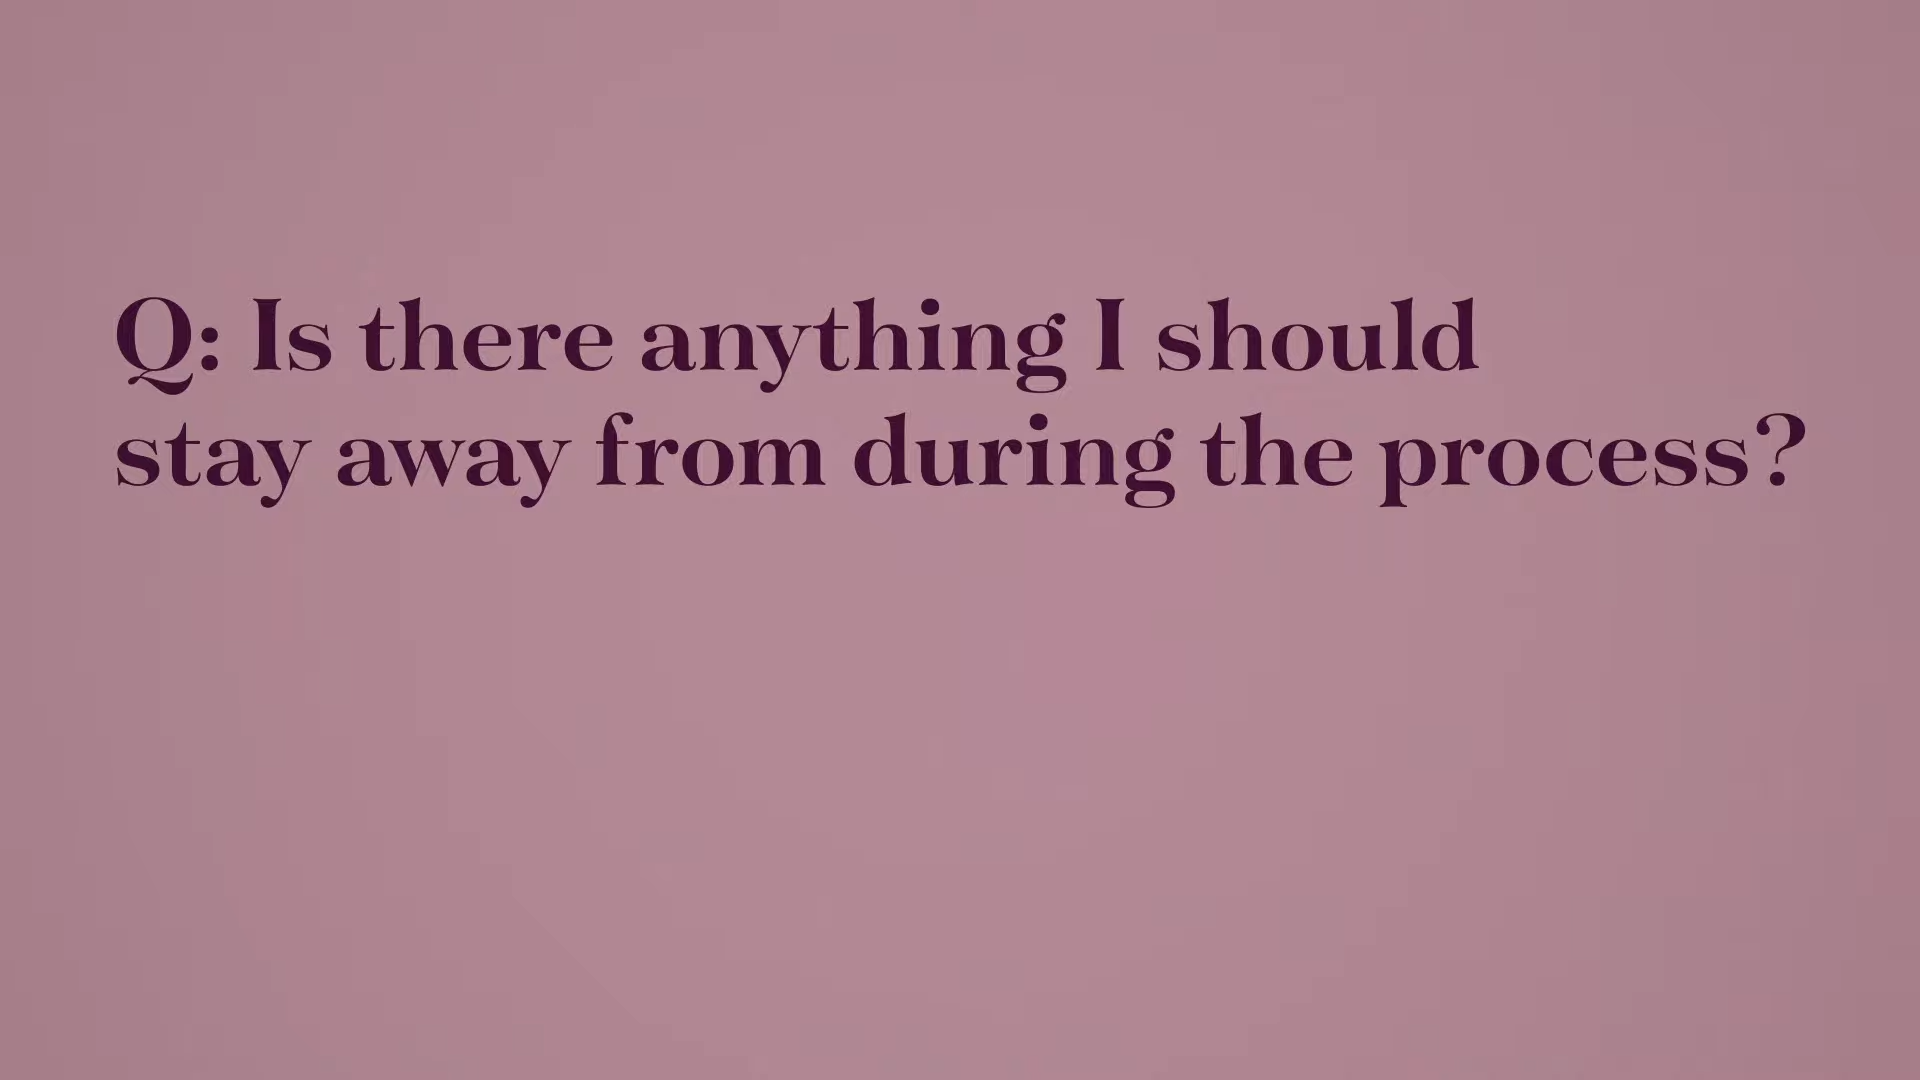 Q: Is there anything I should
stay away from during the process?